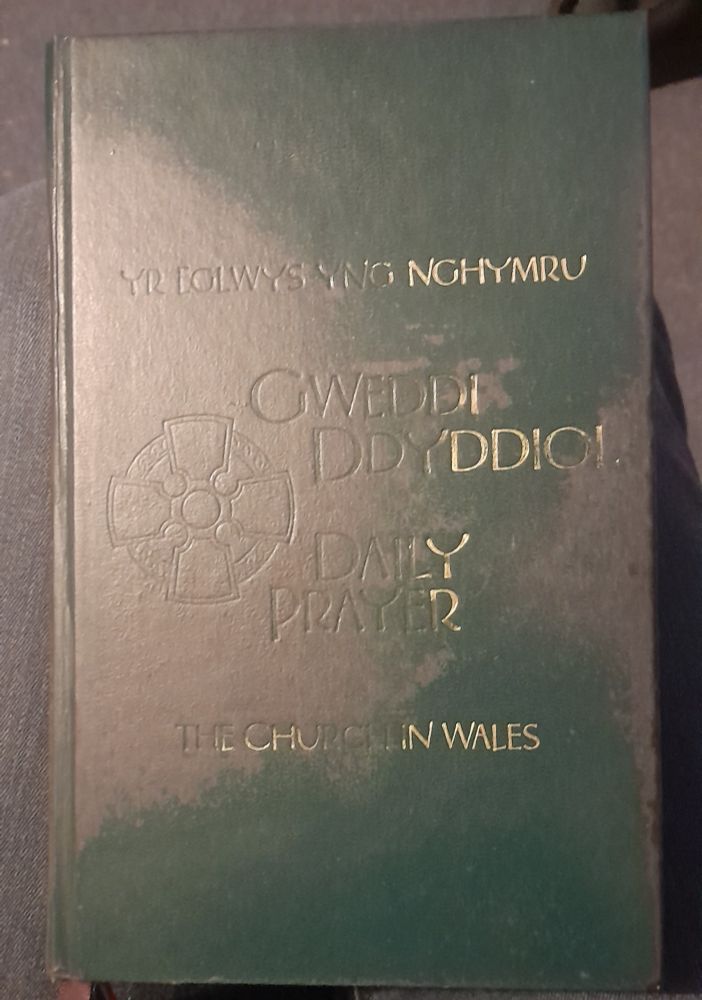 YR EGLWYS YNG NGHYMRU
GWEDDI
DDYDDIOL
DAILY
PRAYER
THE CHURCH IN WALES